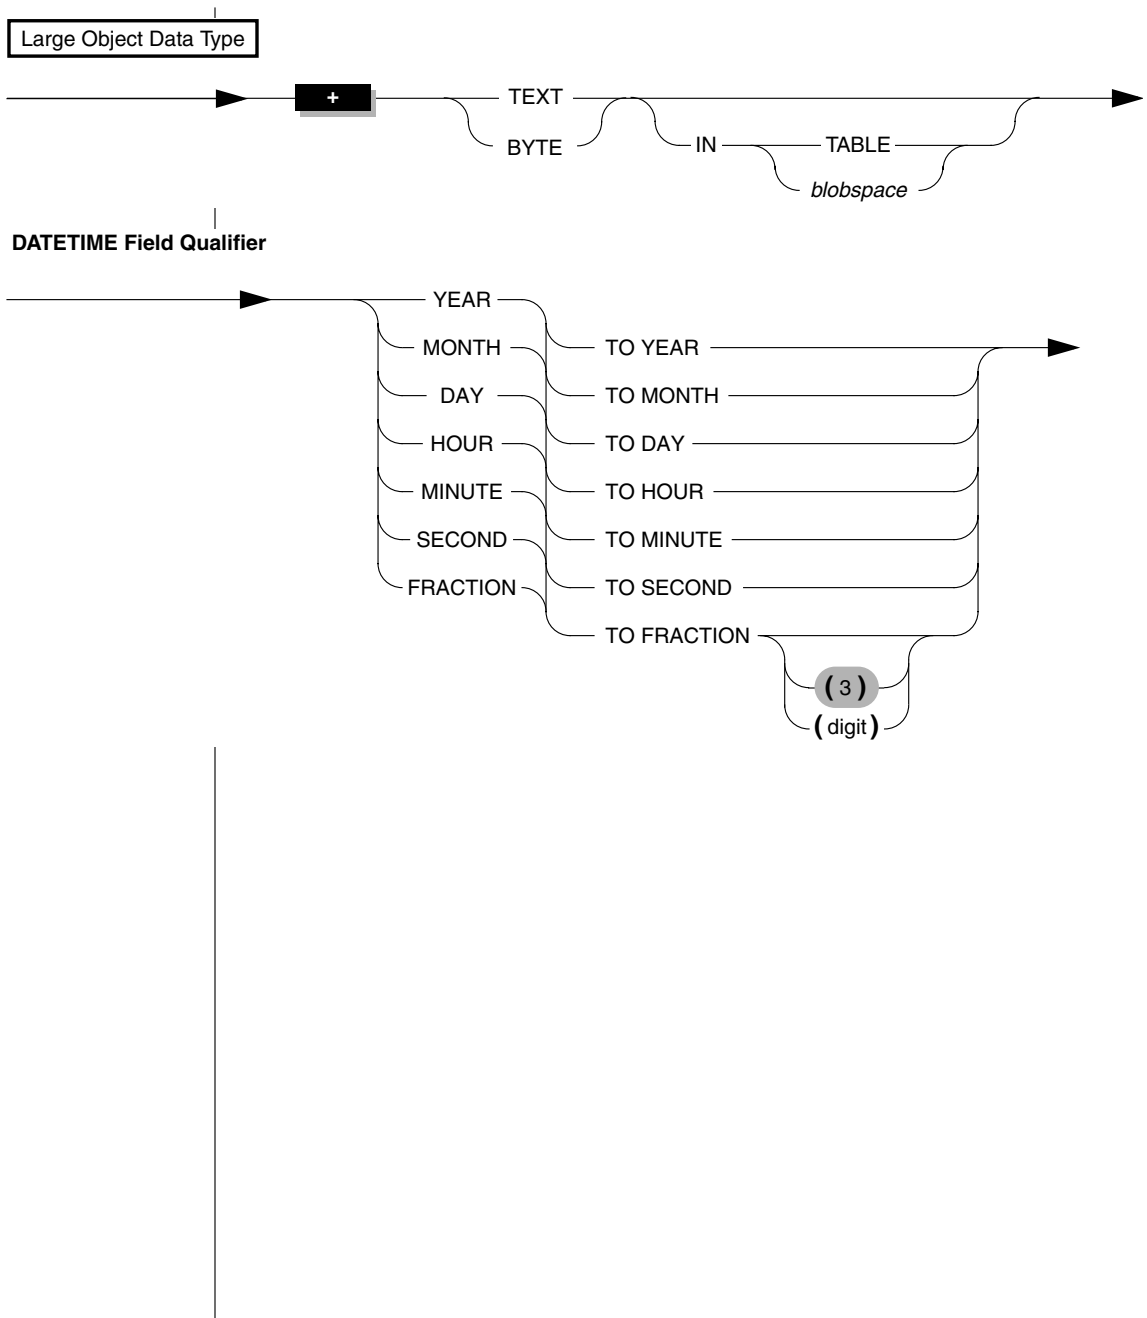 Large Object Data Type
+
TEXT
BYTE
IN
TABLE
blobspace
DATETIME Field Qualifier
YEAR
MONTH
TO YEAR
DAY
TO MONTH
HOUR
TO DAY
MINUTE
TO HOUR
SECOND
TO MINUTE
FRACTION
TO SECOND
TO FRACTION
(3)
(digit)